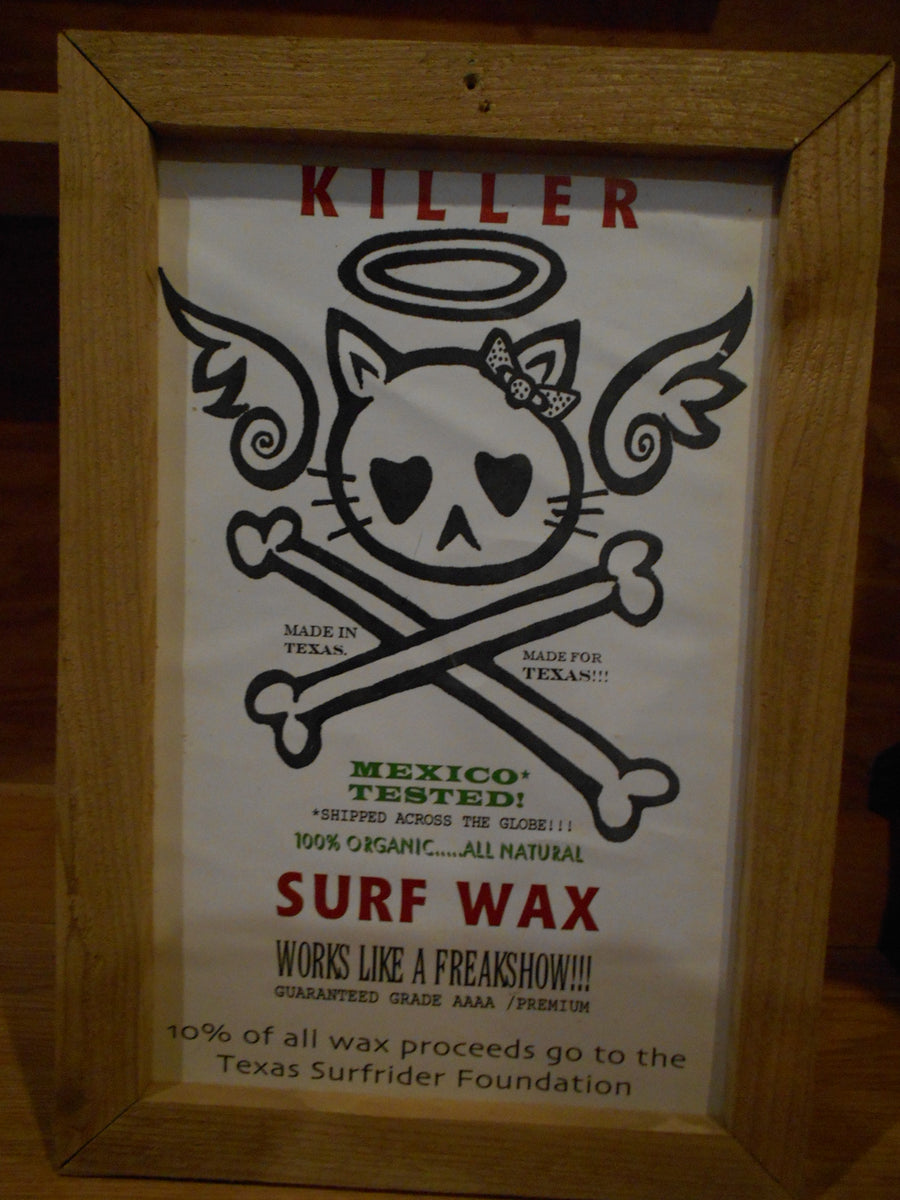 KILLER
MADE IN
TEXAS.
MADE FOR
TEXAS!!!
MEXICO*
TESTED!
*SHIPPED ACROSS THE GLOBE!!!
100% ORGANIC.....ALL NATURAL
SURF WAX
WORKS LIKE A FREAKSHOW!!!
GUARANTEED GRADE AAAA /PREMIUM
10% of all wax proceeds go to the
Texas Surfrider Foundation